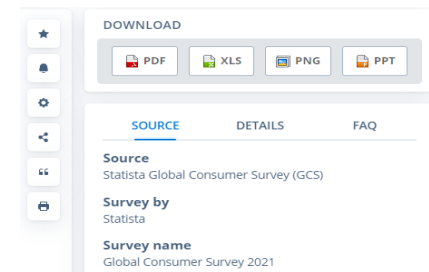 DOWNLOAD
PDF XLS PNG PPT
SOURCE DETAILS FAQ
Source
Statista Global Consumer Survey (GCS)
Survey by
Statista
Survey name
Global Consumer Survey 2021